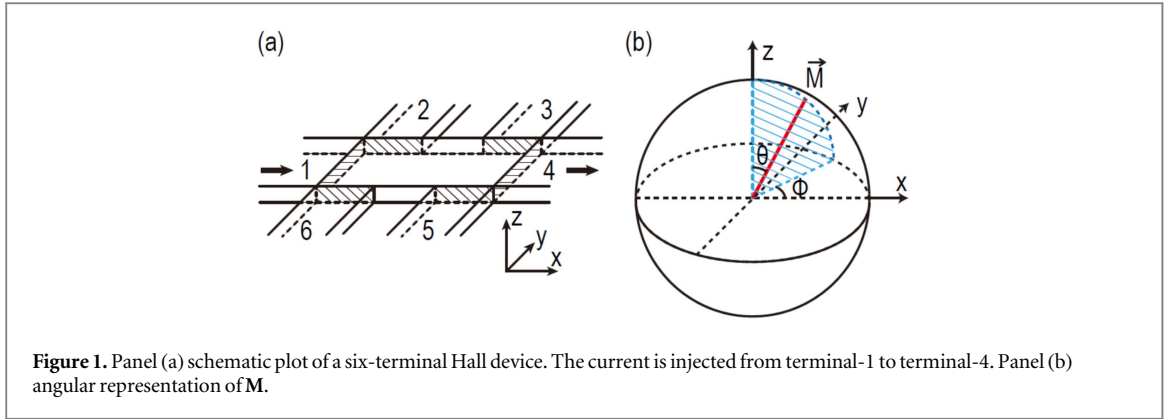 (a)
(b)
z
M
y
2
3
θ
1
4
Φ
x
6
5
z
y
x
Figure 1. Panel (a) schematic plot of a six-terminal Hall device. The current is injected from terminal-1 to terminal-4. Panel (b)
angular representation of M.